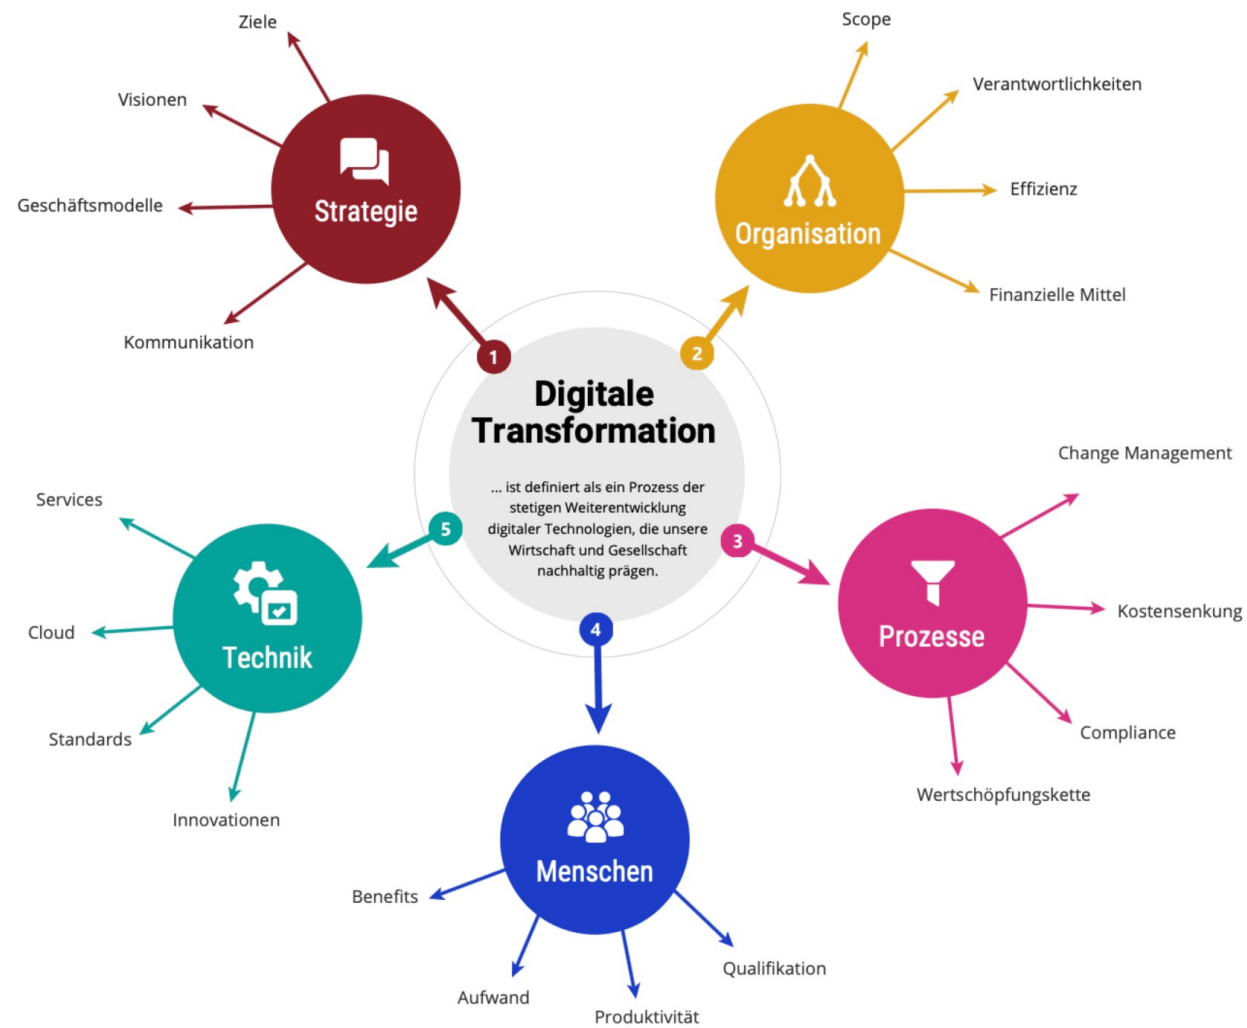 Digitale
Transformation
... ist definiert als ein Prozess der
stetigen Weiterentwicklung
digitaler Technologien, die unsere
Wirtschaft und Gesellschaft
nachhaltig prägen.
1
Strategie
Ziele
Visionen
Geschäftsmodelle
Kommunikation
2
Organisation
Scope
Verantwortlichkeiten
Effizienz
Finanzielle Mittel
3
Prozesse
Change Management
Kostensenkung
Compliance
Wertschöpfungskette
4
Menschen
Qualifikation
Produktivität
Aufwand
Benefits
5
Technik
Services
Cloud
Standards
Innovationen